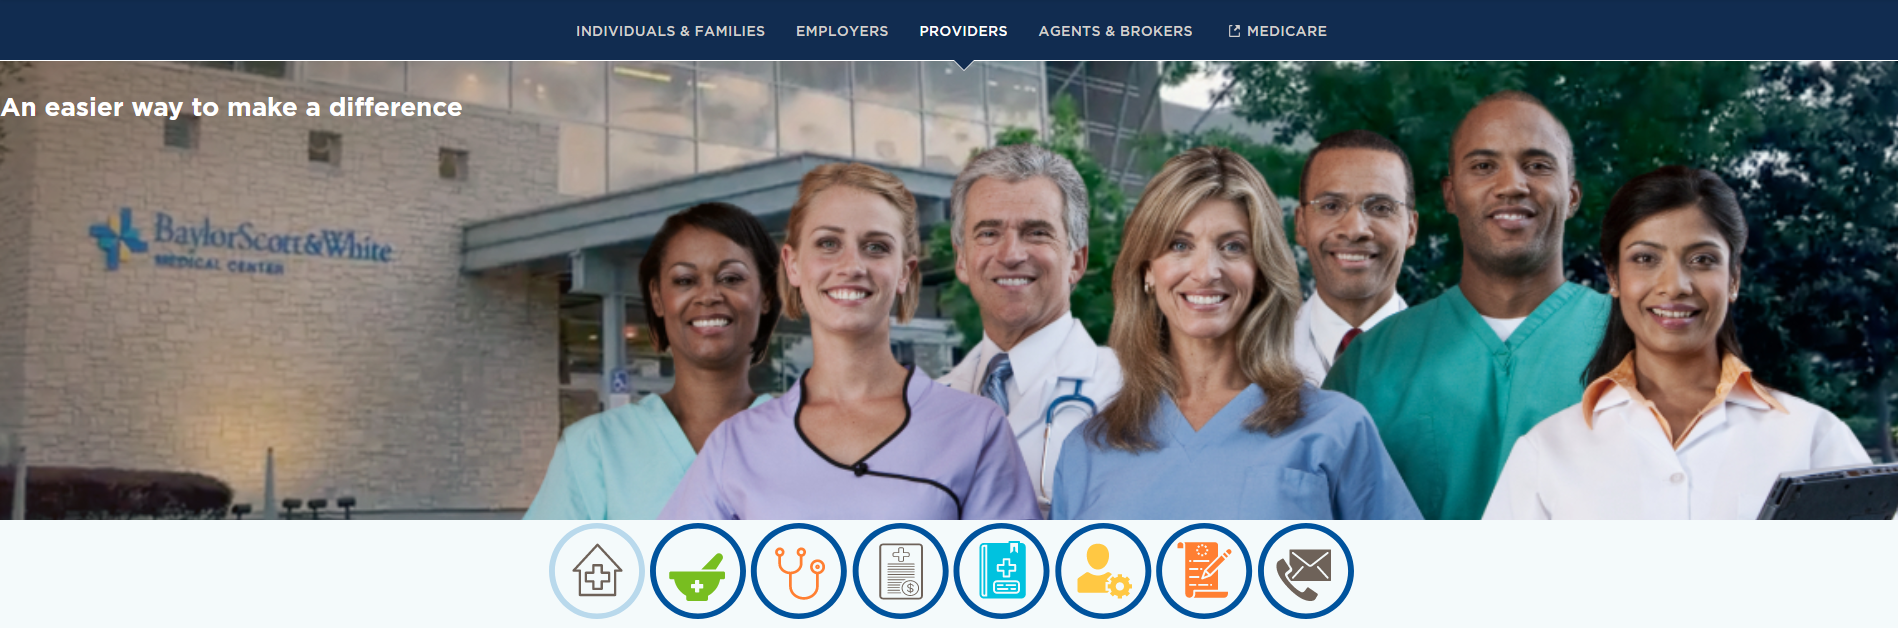 INDIVIDUALS & FAMILIES EMPLOYERS PROVIDERS AGENTS & BROKERS MEDICARE
An easier way to make a difference
BaylorScott&White
MEDICAL CENTER
$